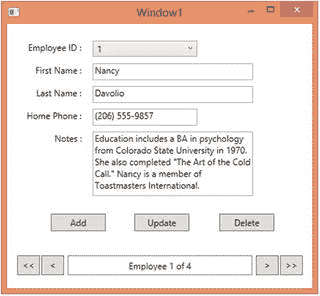 Window1
Employee ID : 1
First Name : Nancy
Last Name : Davolio
Home Phone : (206) 555-9857
Notes : Education includes a BA in psychology
from Colorado State University in 1970.
She also completed "The Art of the Cold
Call." Nancy is a member of
Toastmasters International.
Add Update Delete
<< < Employee 1 of 4 > >>